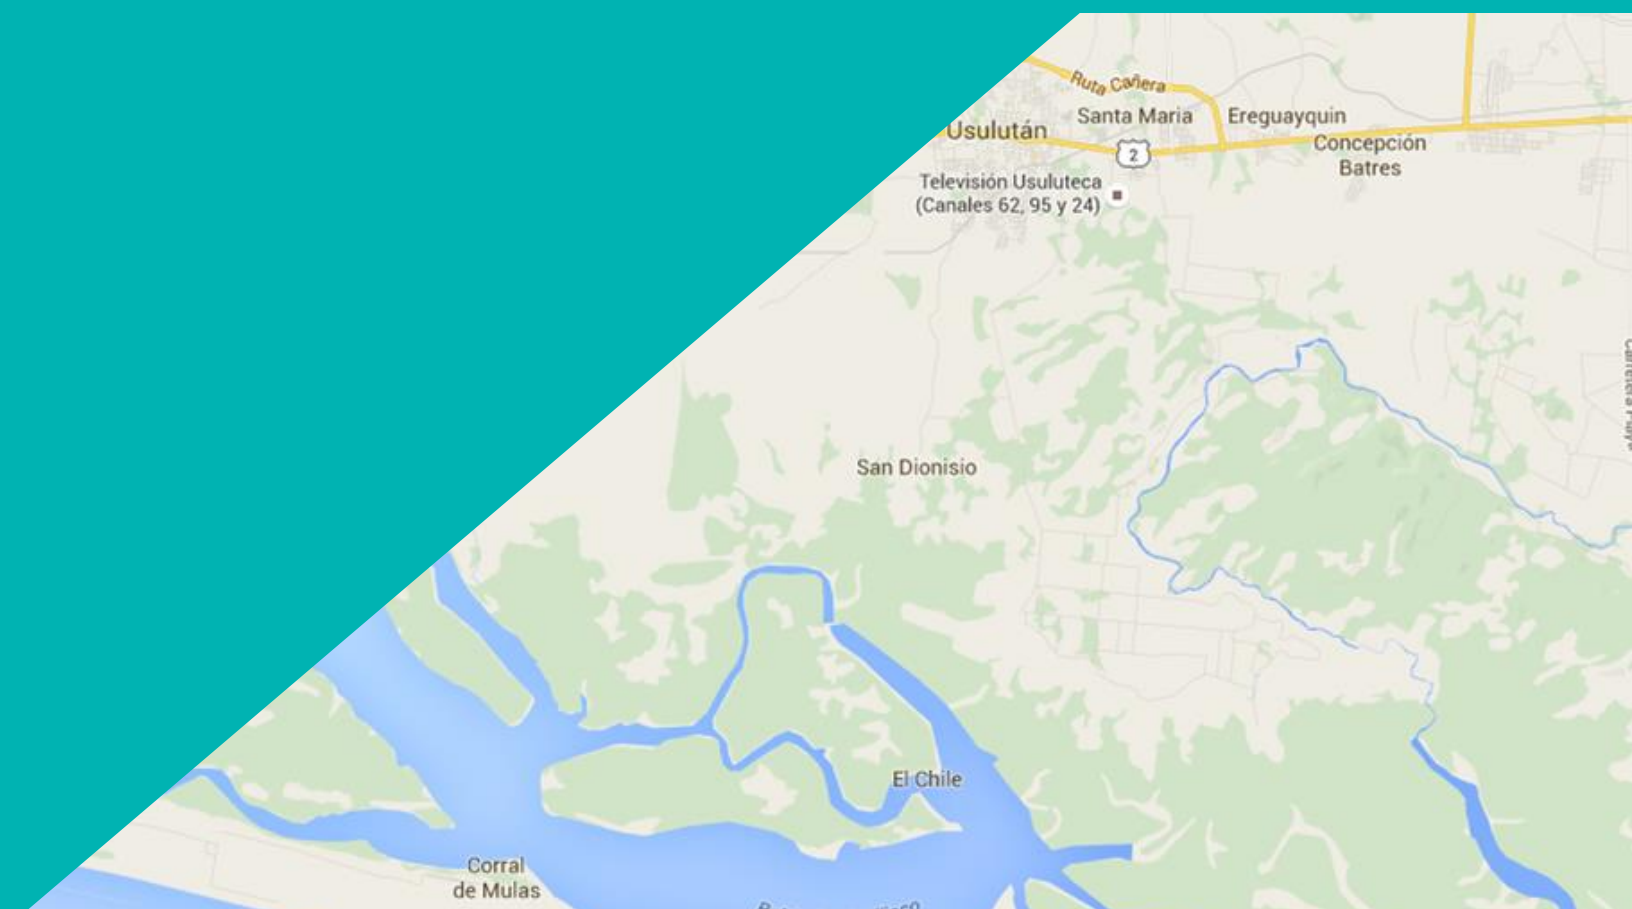 Ruta Cañera
Santa Maria
Ereguayquin
Usulután
2
Concepción
Batres
Televisión Usuluteca
(Canales 62, 95 y 24)
San Dionisio
El Chile
Corral
de Mulas